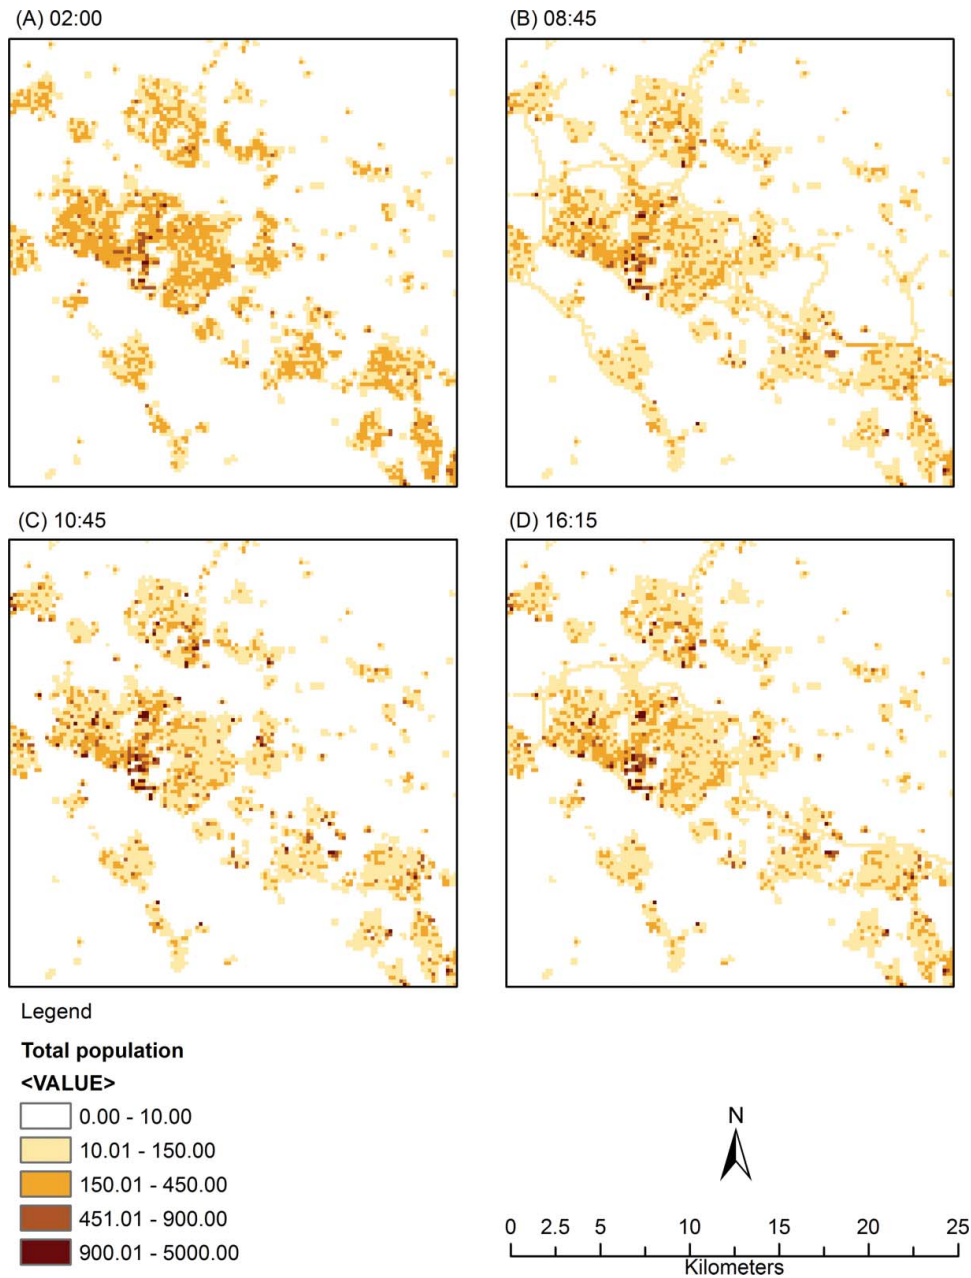 (A) 02:00
(B) 08:45
(C) 10:45
(D) 16:15
Legend
Total population
<VALUE>
0.00 - 10.00
10.01 - 150.00
150.01 - 450.00
451.01 - 900.00
900.01 - 5000.00
N
0 2.5 5 10 15 20 25
Kilometers